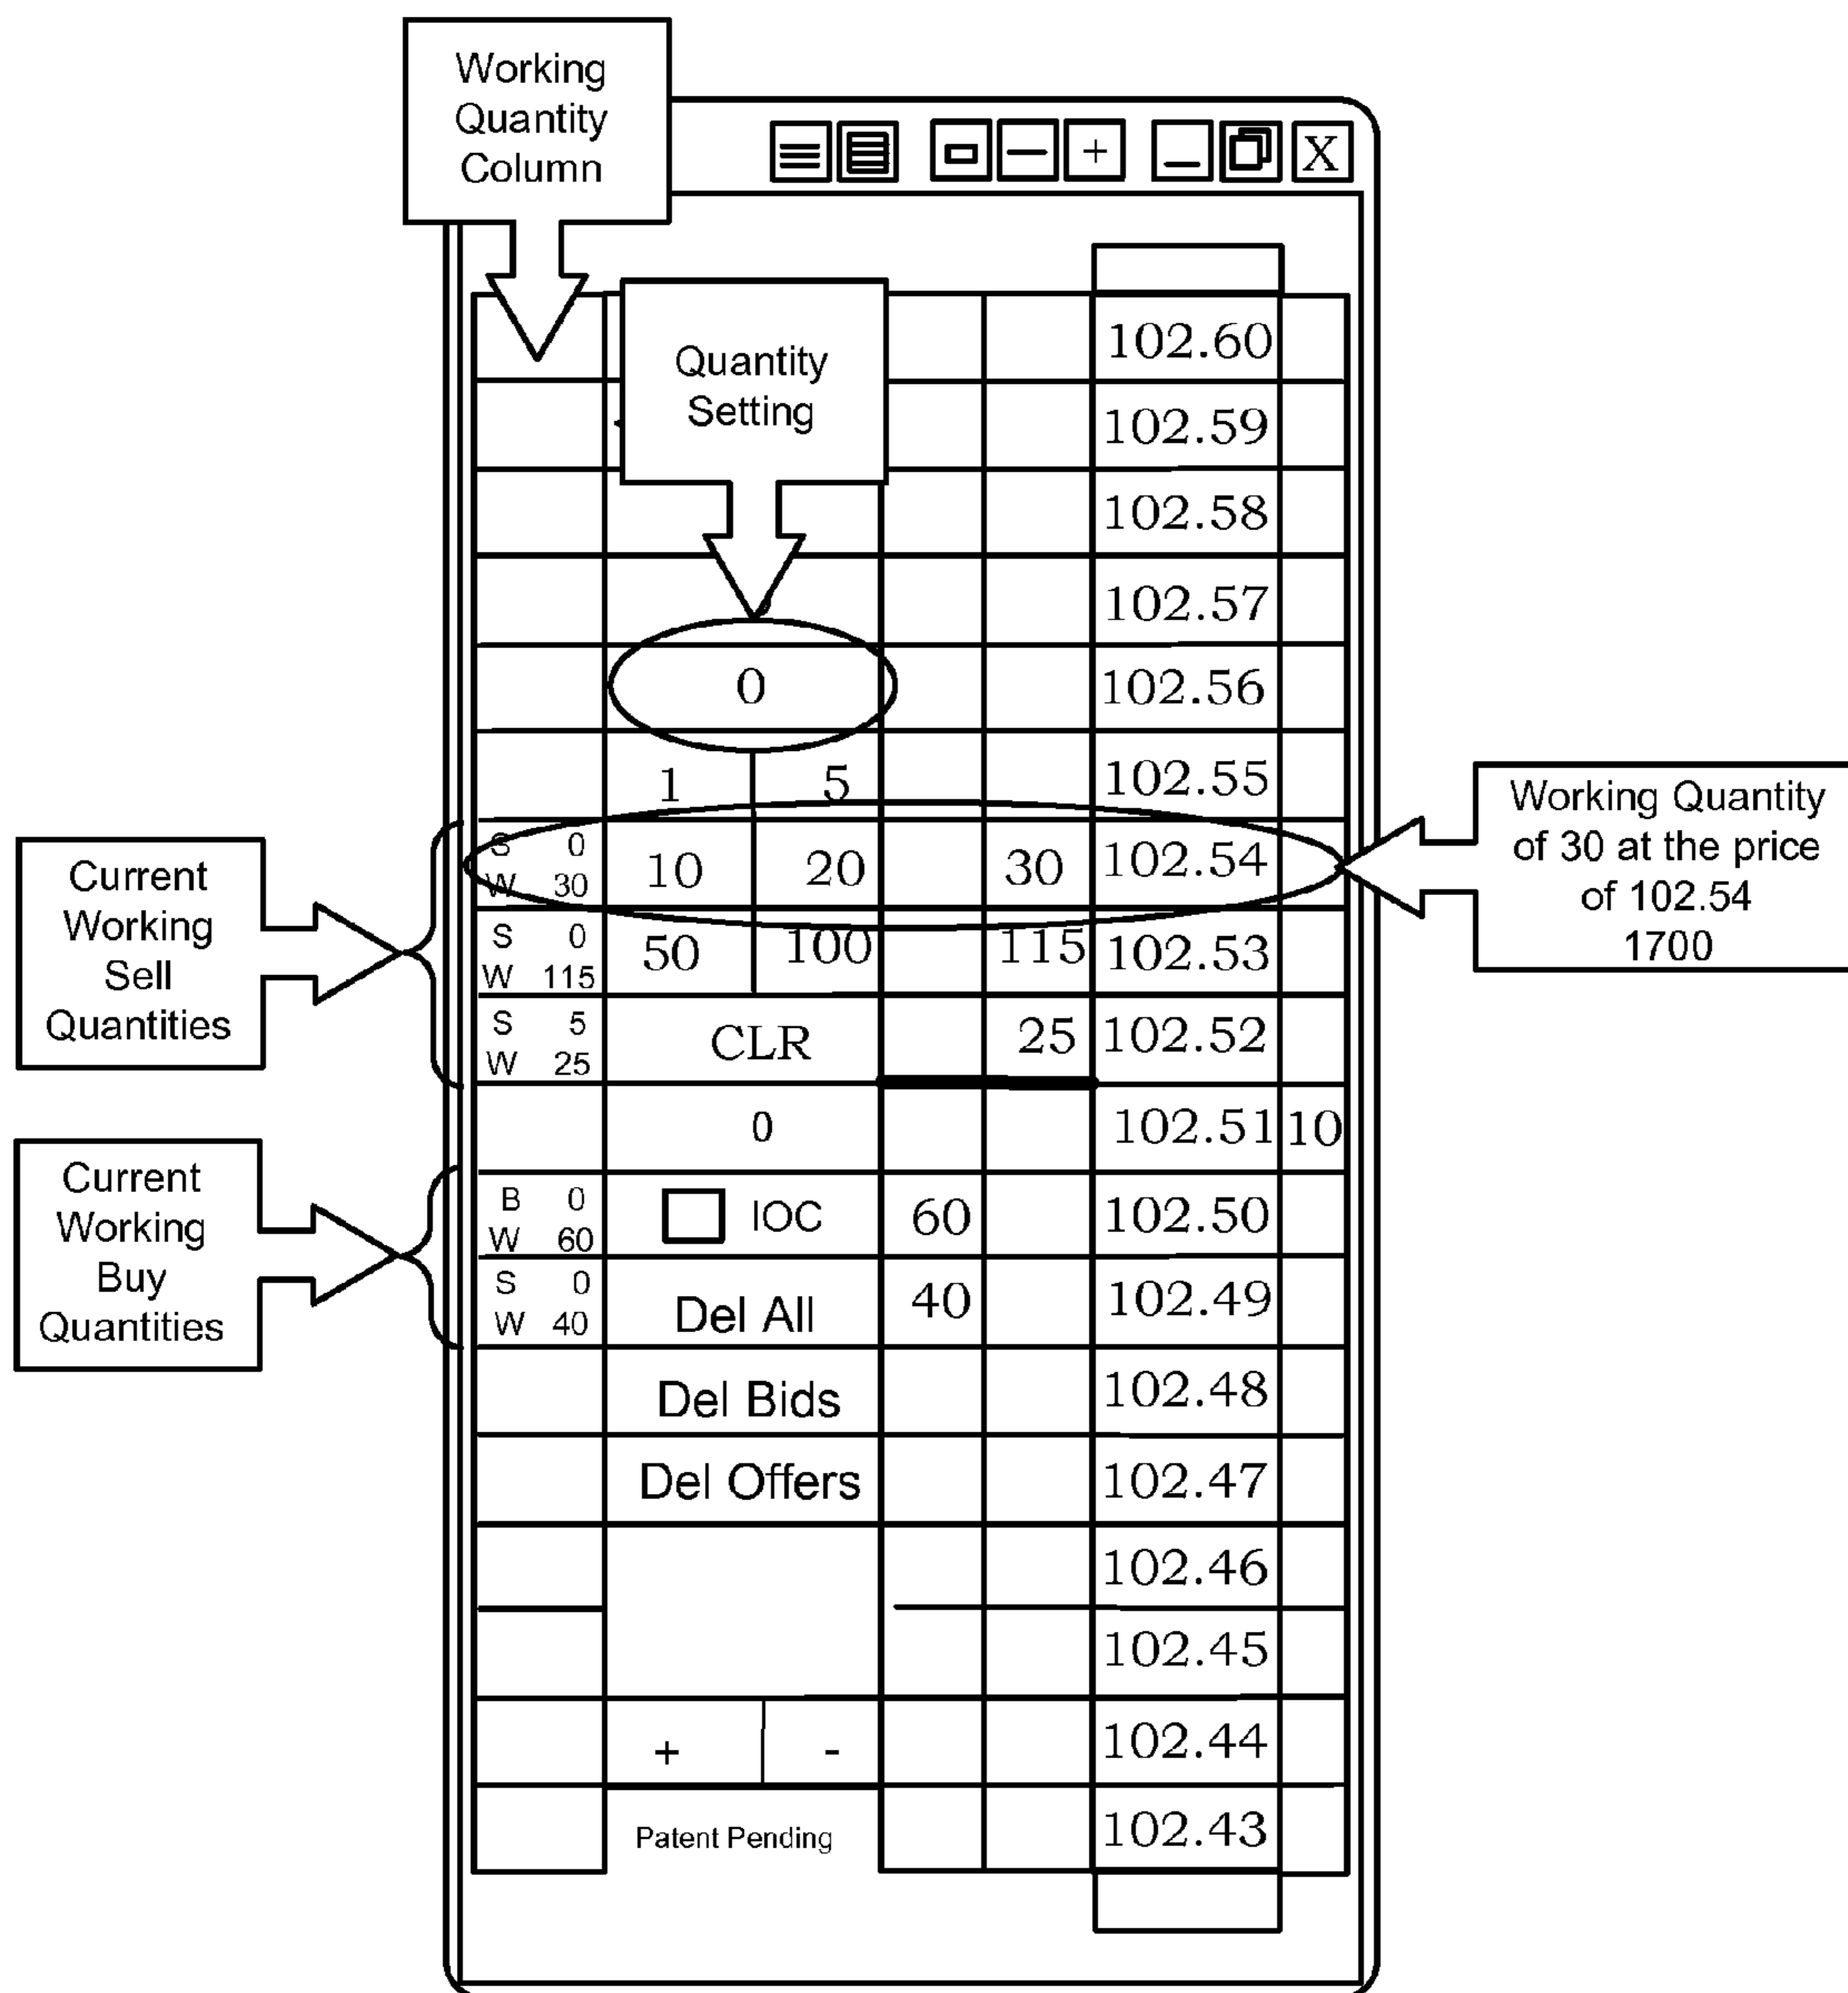 Working
Quantity
Column
+
X
Quantity
Setting
102.60
102.59
102.58
102.57
0 102.56
1 5 102.55
S 0
W 30
10 20 30 102.54
Working Quantity
of 30 at the price
of 102.54
1700
Current
Working
Sell
Quantities
S 0
W 115
50 100 115 102.53
S 5
W 25
CLR 25 102.52
0 102.51 10
Current
Working
Buy
Quantities
B 0
W 60
IOC 60 102.50
S 0
W 40
Del All 40 102.49
Del Bids 102.48
Del Offers 102.47
102.46
102.45
+ - 102.44
Patent Pending 102.43